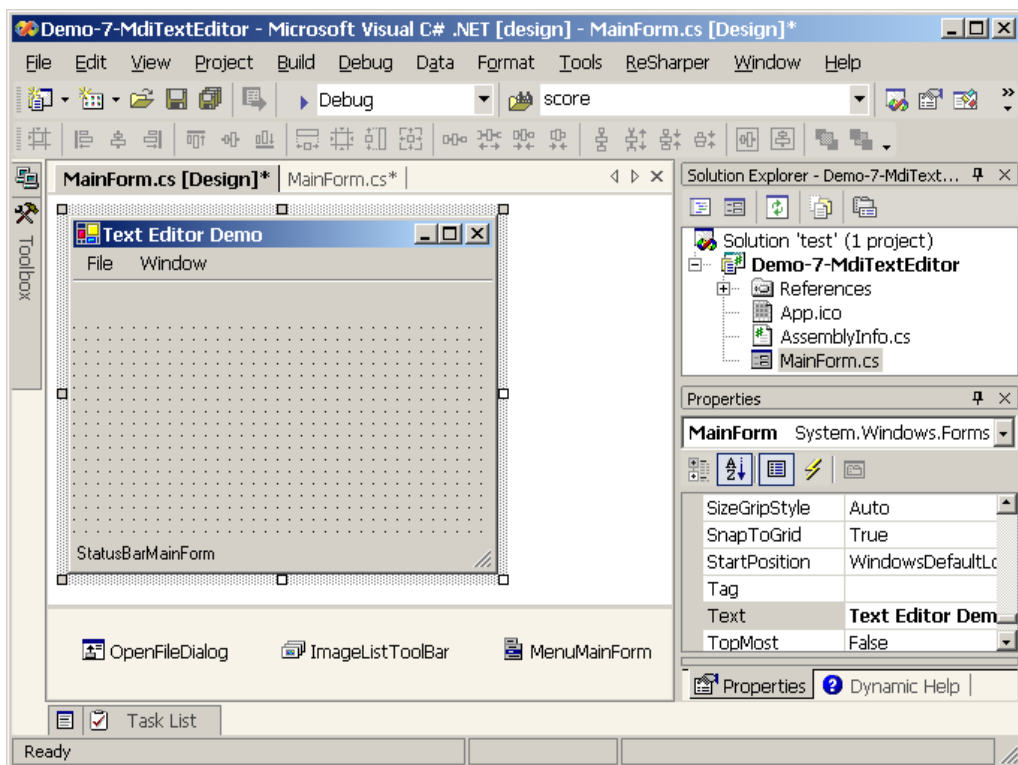 Demo-7-MdiTextEditor - Microsoft Visual C# .NET [design] - MainForm.cs [Design]*
File Edit View Project Build Debug Data Format Tools ReSharper Window Help
Debug score
MainForm.cs [Design]* MainForm.cs*
Toolbox
Text Editor Demo
File Window
StatusBarMainForm
OpenFileDialog ImageListToolBar MenuMainForm
Solution Explorer - Demo-7-MdiText...
Solution 'test' (1 project)
Demo-7-MdiTextEditor
References
App.ico
AssemblyInfo.cs
MainForm.cs
Properties
MainForm System.Windows.Forms
SizeGripStyle Auto
SnapToGrid True
StartPosition WindowsDefaultLo
Tag
Text Text Editor Dem
TopMost False
Properties Dynamic Help
Task List
Ready